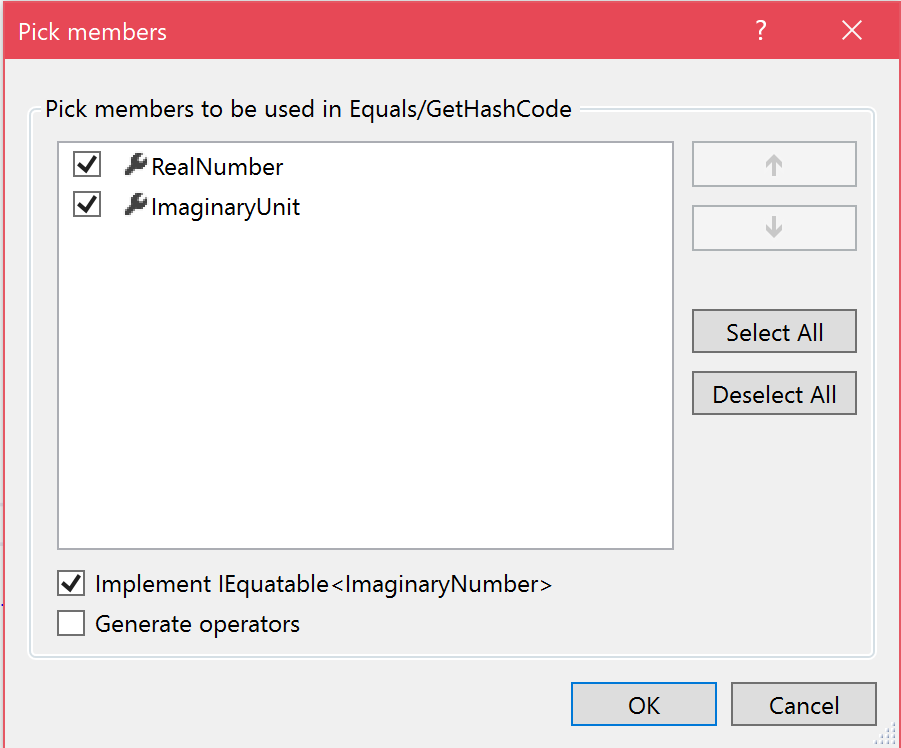 Pick members
?
Pick members to be used in Equals/GetHashCode
RealNumber
ImaginaryUnit
Select All
Deselect All
Implement IEquatable<ImaginaryNumber>
Generate operators
OK
Cancel